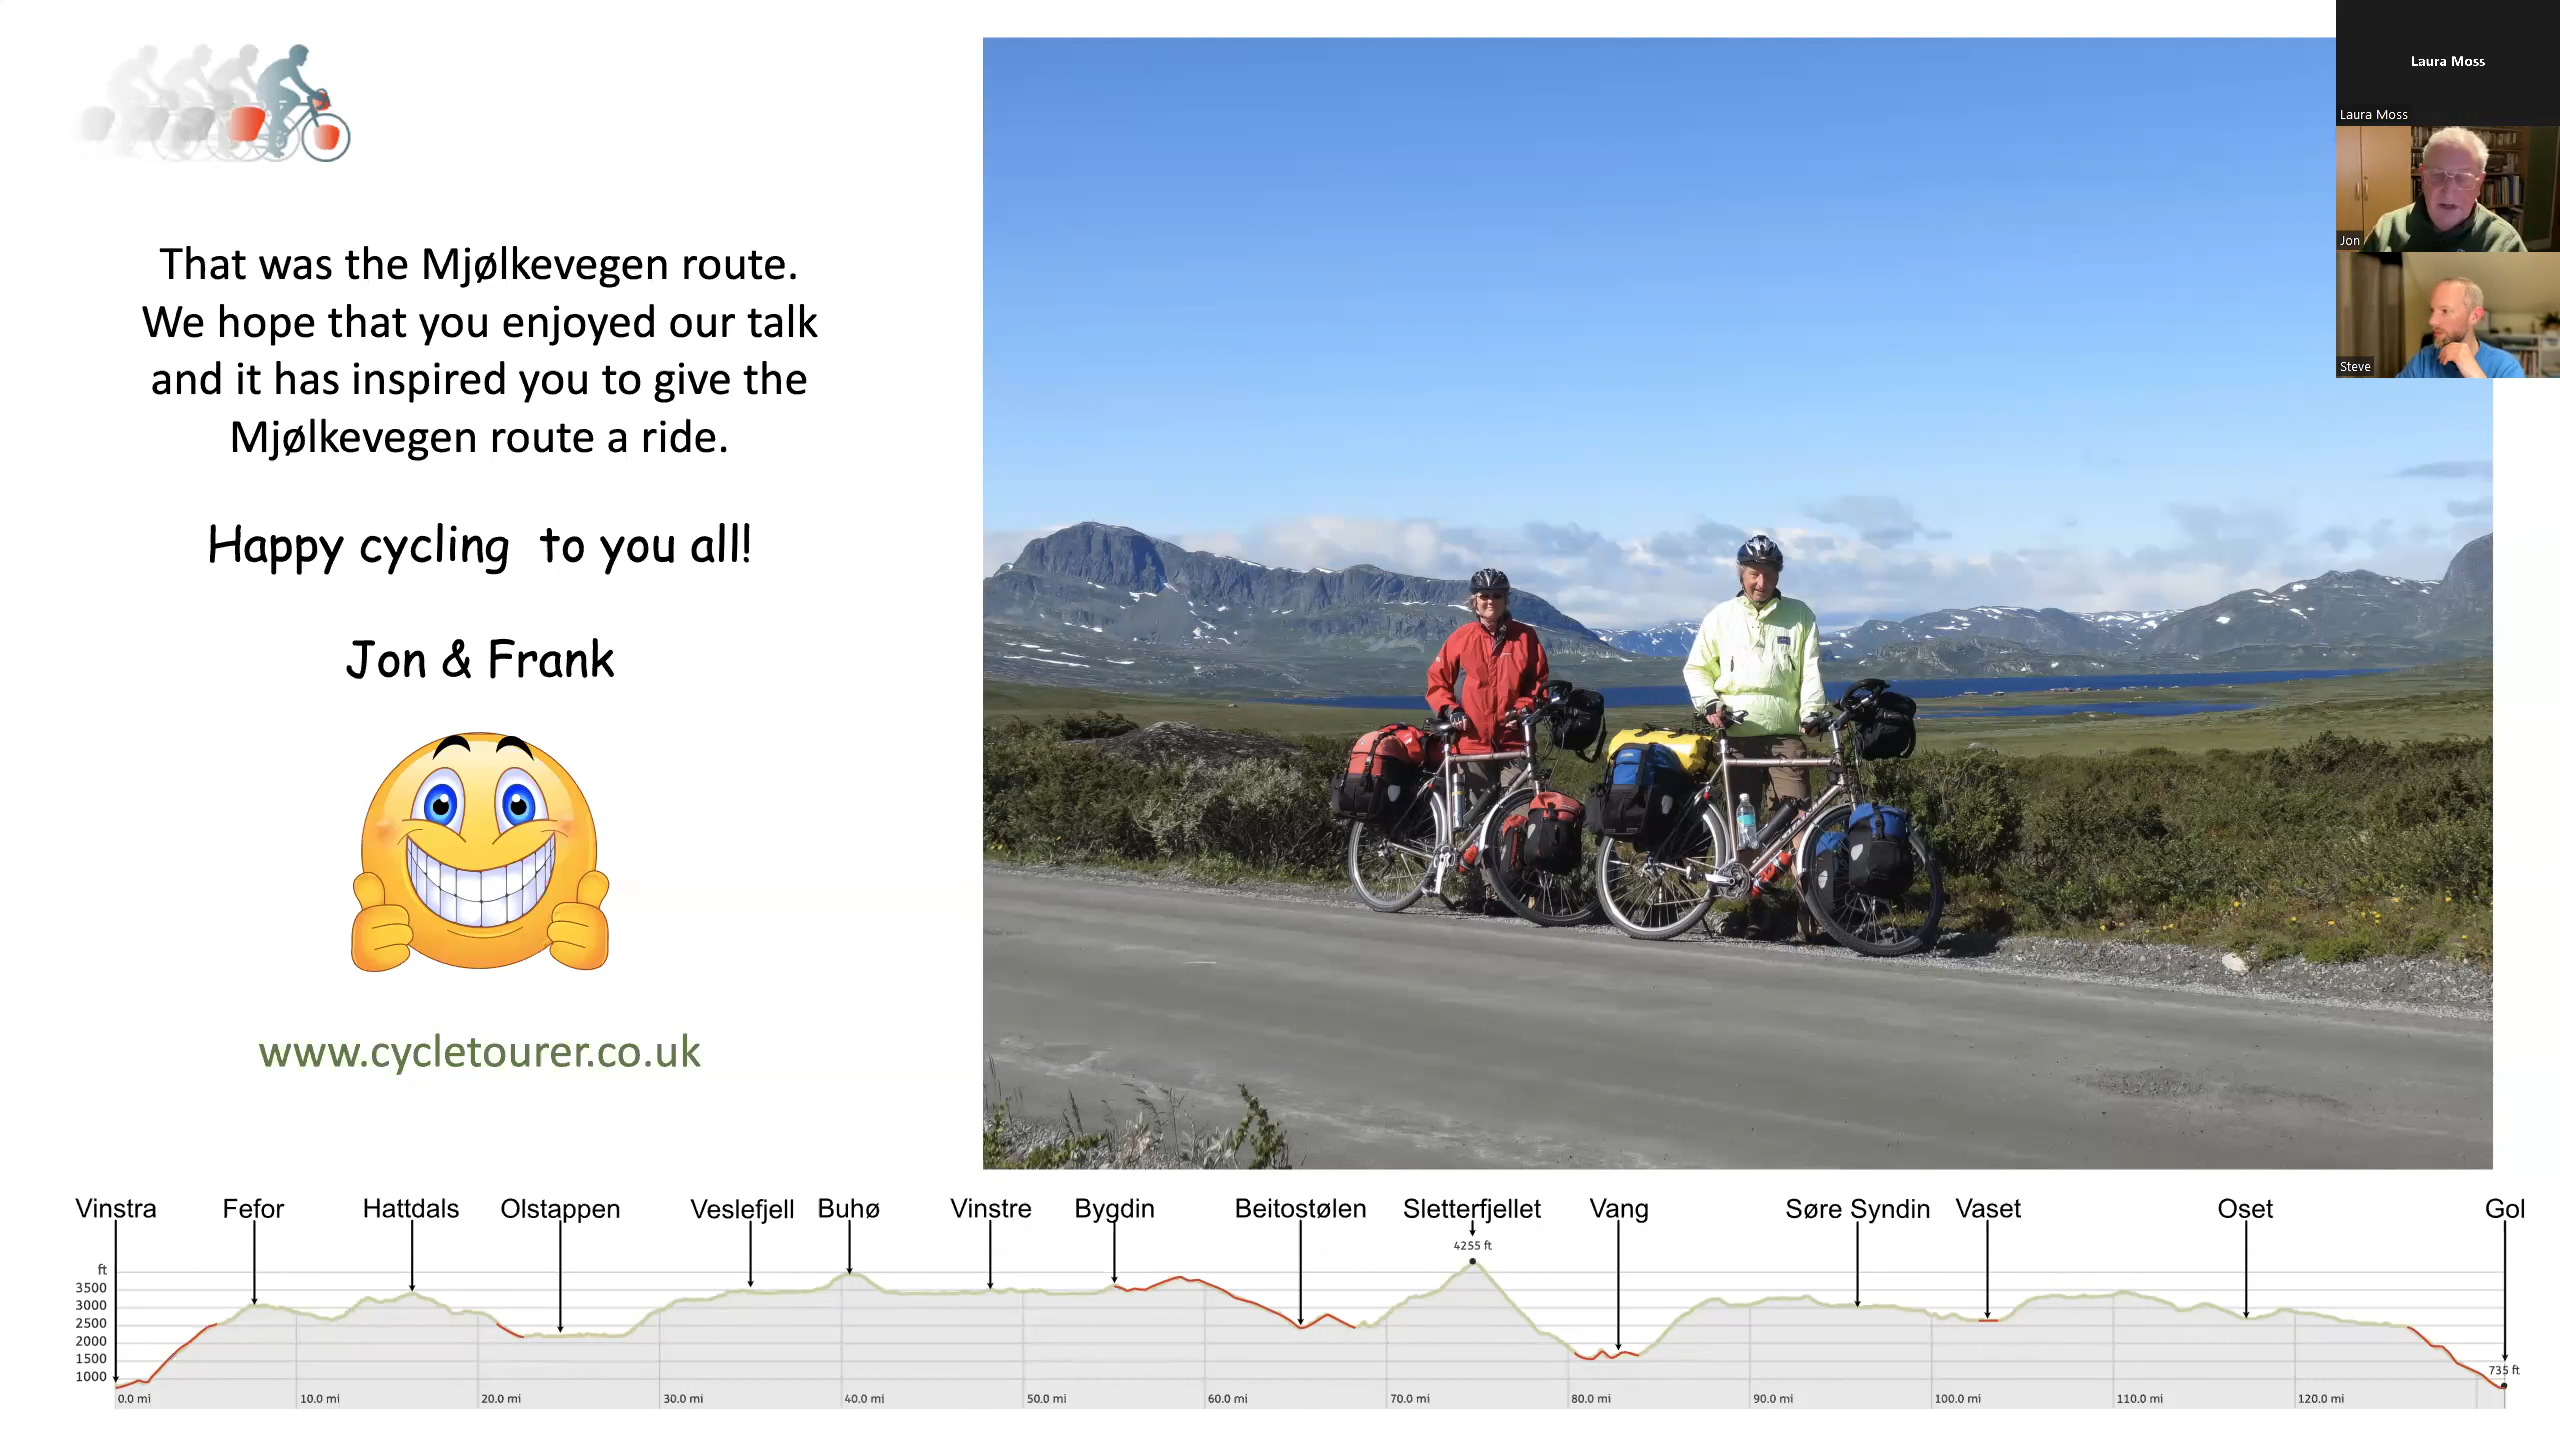 That was the Mjølkevegen route.
We hope that you enjoyed our talk
and it has inspired you to give the
Mjølkevegen route a ride.
Happy cycling to you all!
Jon & Frank
www.cycletourer.co.uk
Laura Moss
Laura Moss
Jon
Steve
Vinstra Fefor Hattdals Olstappen Veslefjell Buhø Vinstre Bygdin Beitostølen Sletterfjellet Vang Søre Syndin Vaset Oset Gol
4255 ft
ft
3500
3000
2500
2000
1500
1000
735 ft
0.0 mi 10.0 mi 20.0 mi 30.0 mi 40.0 mi 50.0 mi 60.0 mi 70.0 mi 80.0 mi 90.0 mi 100.0 mi 110.0 mi 120.0 mi